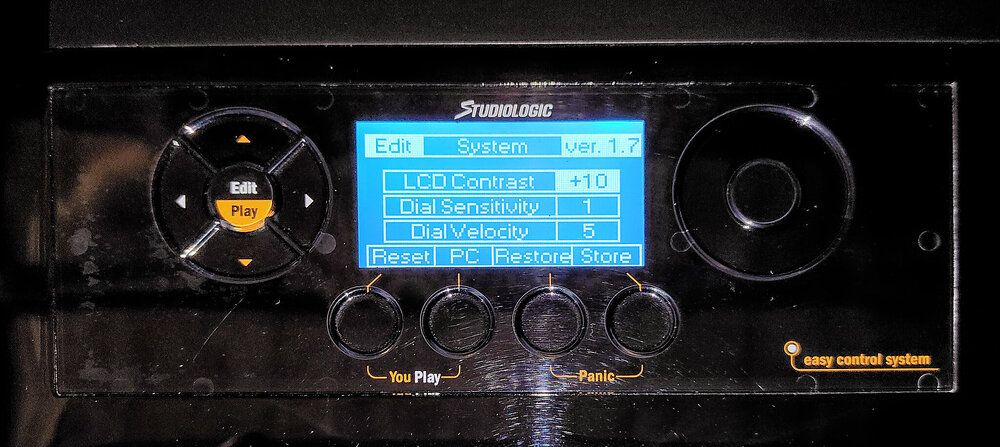 STUDIOLOGIC
Edit System ver. 1.7
LCD Contrast +10
Dial Sensitivity 1
Dial Velocity 5
Reset PC Restore Store
Edit
Play
You Play
Panic
easy control system